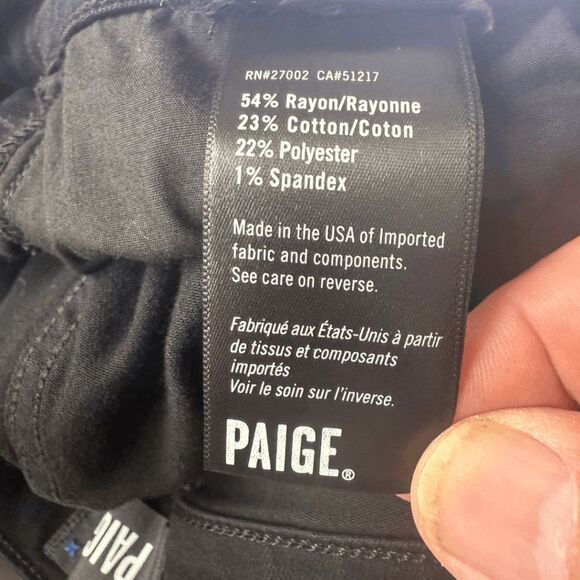 RN#27002 CA#51217
54% Rayon/Rayonne
23% Cotton/Coton
22% Polyester
1% Spandex
Made in the USA of Imported
fabric and components.
See care on reverse.
Fabriqué aux États-Unis à partir
de tissus et composants
importés
Voir le soin sur l'inverse.
PAIGE®
PAIG